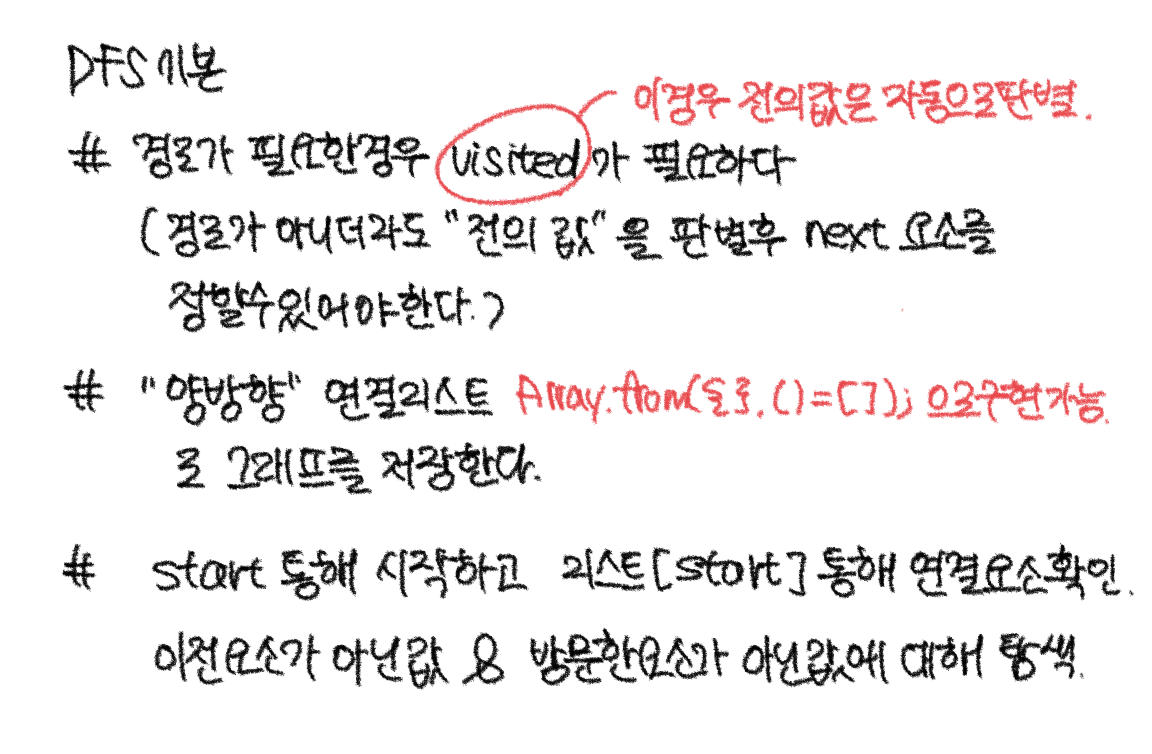 DFS 기본
이경우 전의값은 자동으로판별.
# 경로가 필요한경우 visited가 필요하다
(경로가 아니더라도 "전의 값"을 판별후 next 요소를
정할수있어야한다.)
# "양방향" 연결리스트 Array.from( , ()=[]); 으로구현가능.
로 그래프를 저장한다.
# start 통해 시작하고 리스트[start] 통해 연결요소확인.
이전요소가 아닌값 & 방문한요소가 아닌값에 대해 탐색.